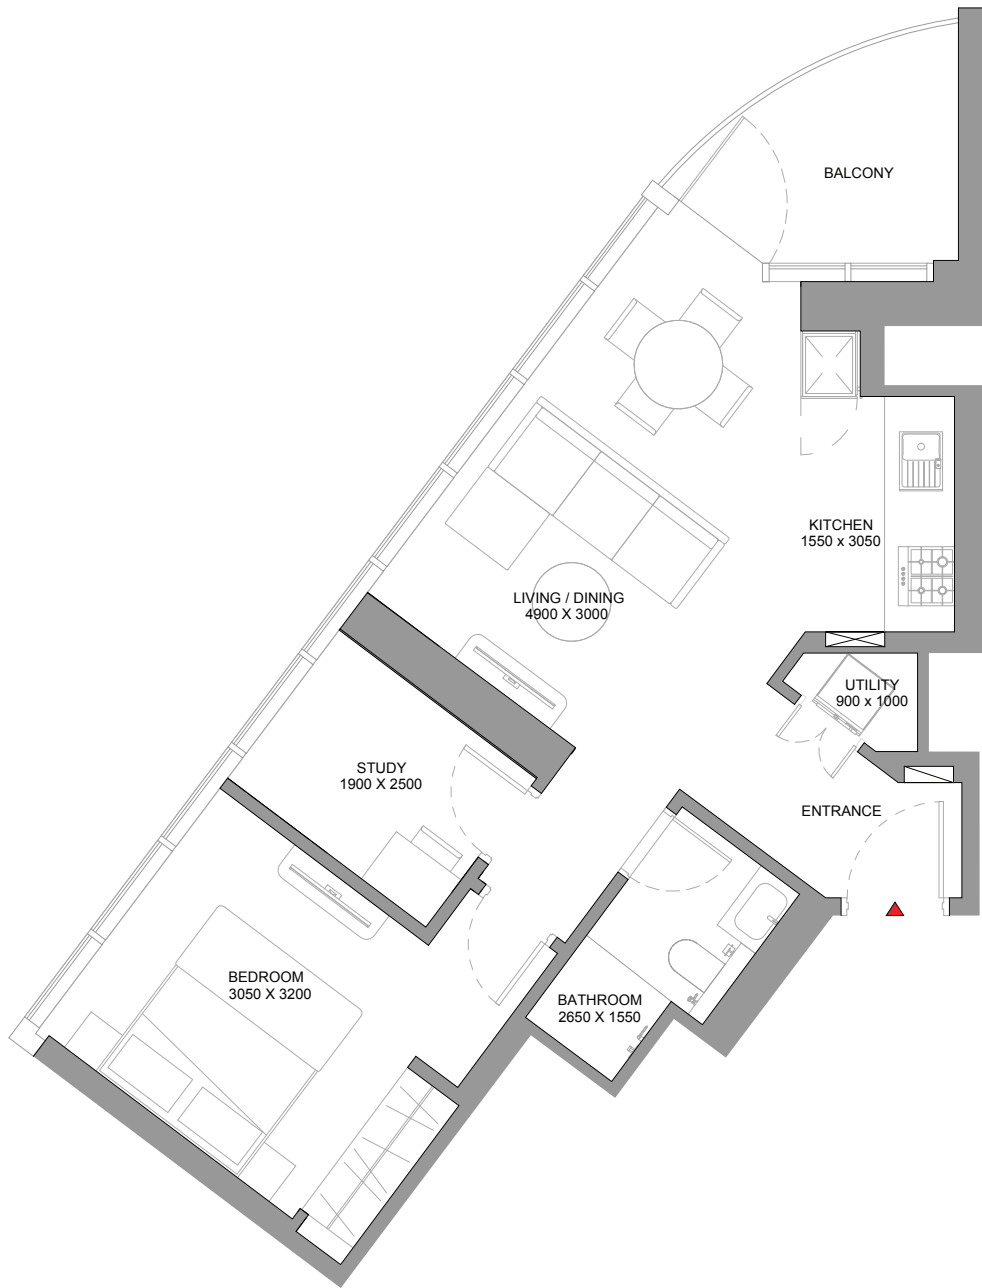 BALCONY
KITCHEN
1550 x 3050
LIVING / DINING
4900 X 3000
UTILITY
900 x 1000
STUDY
1900 X 2500
ENTRANCE
BEDROOM
3050 X 3200
BATHROOM
2650 X 1550